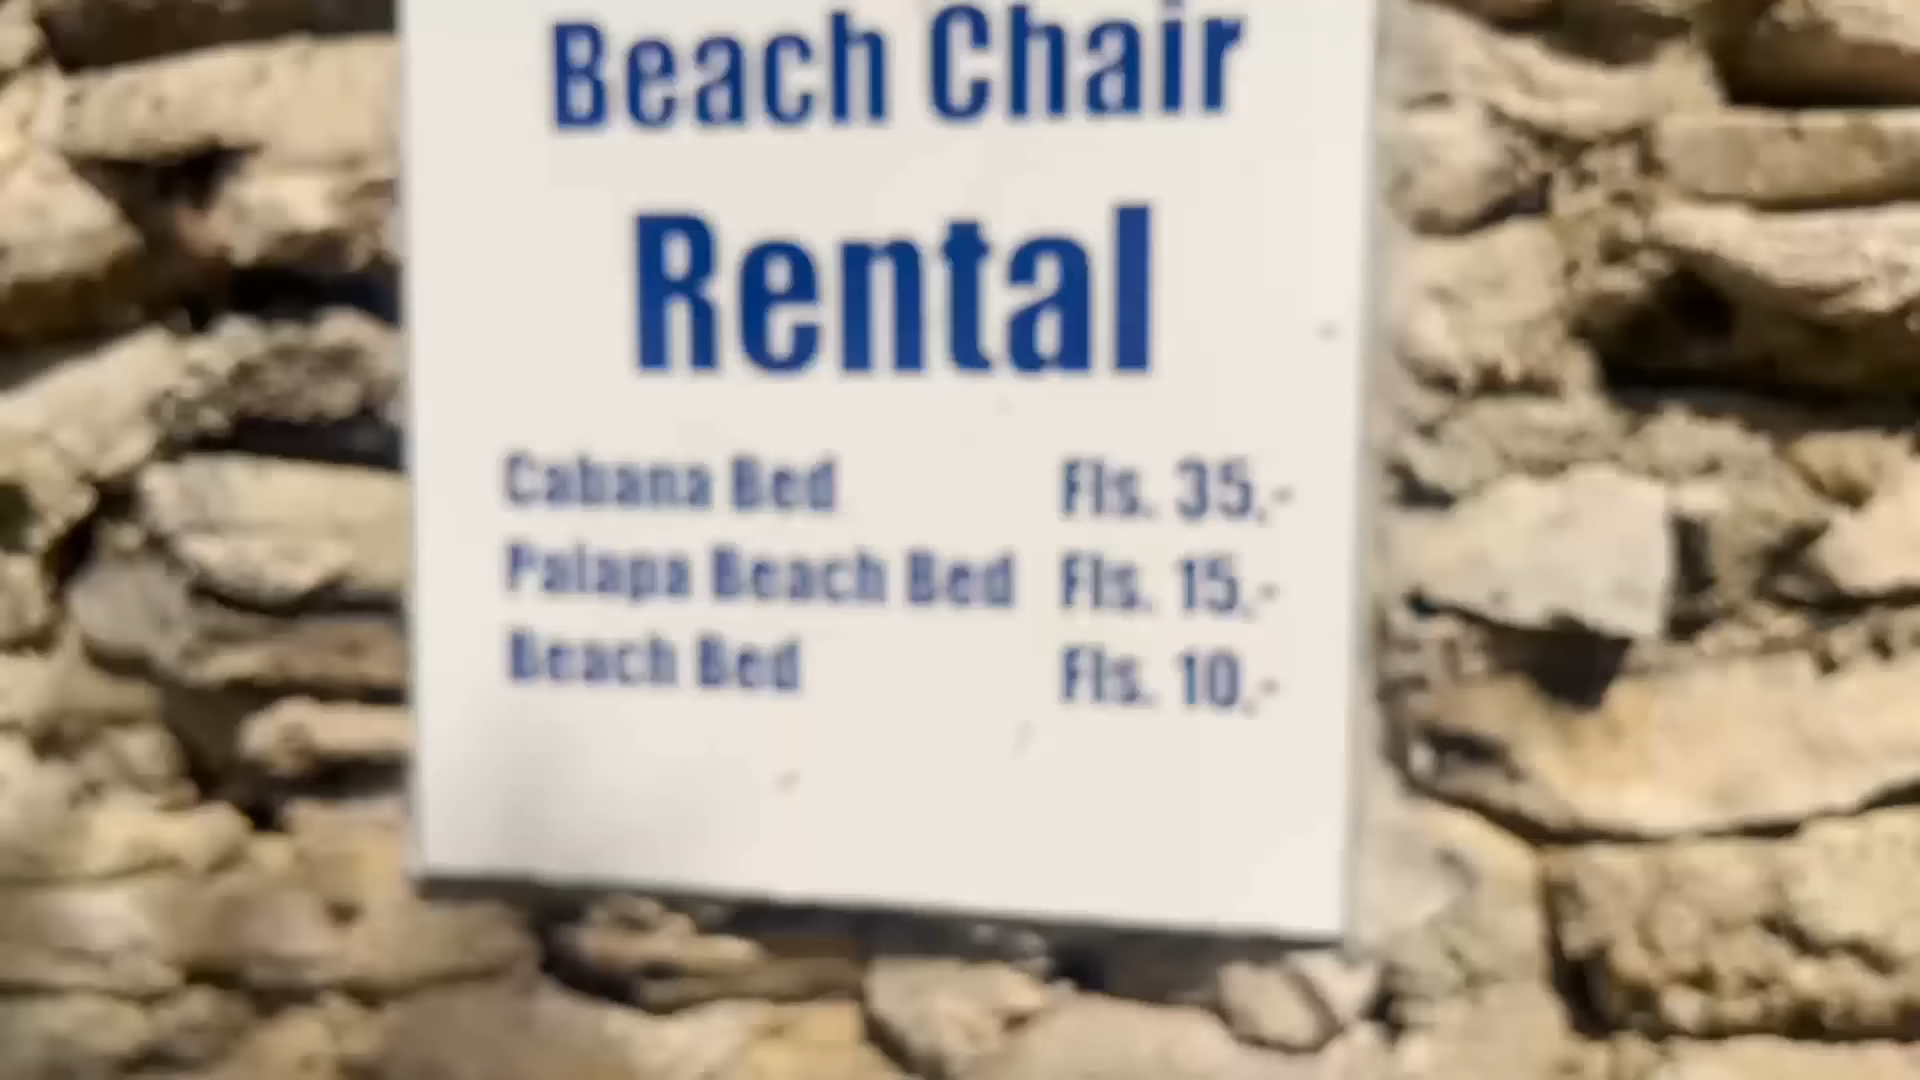 Beach Chair
Rental
Cabana Bed Fls. 35,-
Palapa Beach Bed Fls. 15,-
Beach Bed Fls. 10,-